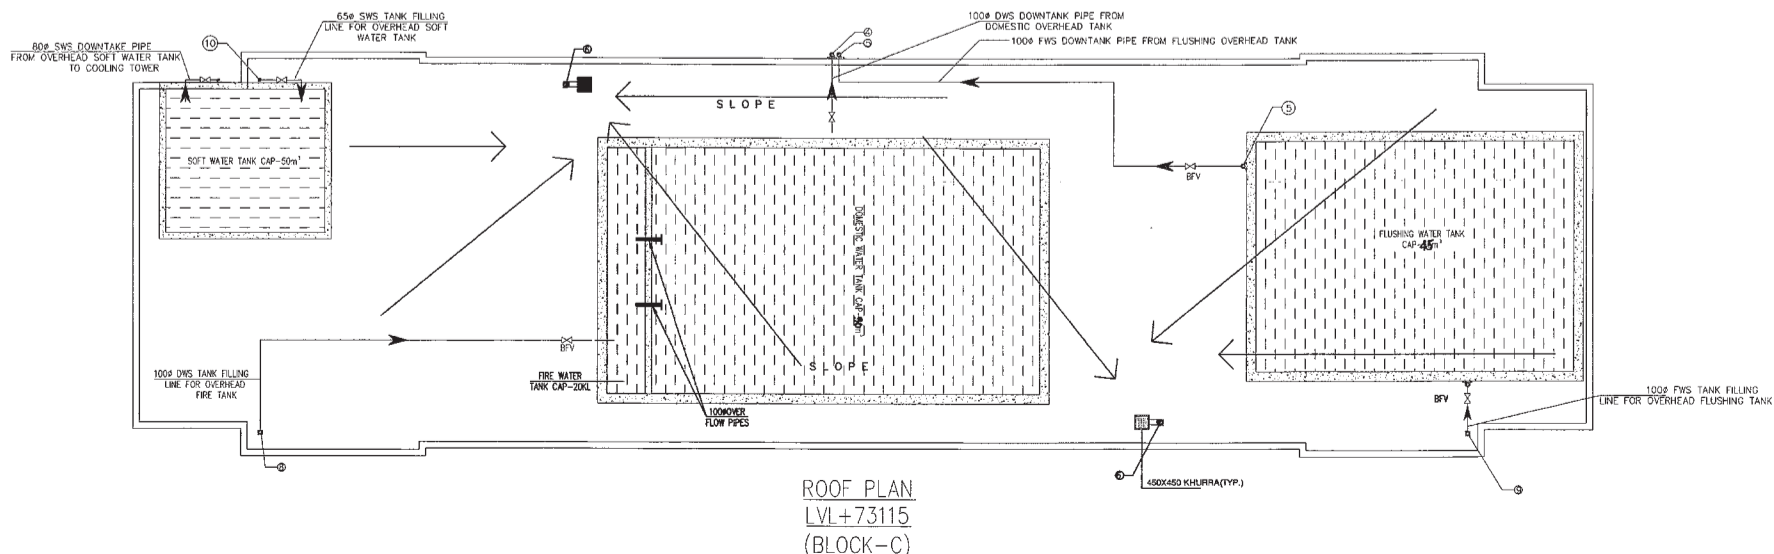 80ø SWS DOWNTAKE PIPE
FROM OVERHEAD SOFT WATER TANK
TO COOLING TOWER
10
65ø SWS TANK FILLING
LINE FOR OVERHEAD SOFT
WATER TANK
100ø DWS DOWNTANK PIPE FROM
DOMESTIC OVERHEAD TANK
100ø FWS DOWNTANK PIPE FROM FLUSHING OVERHEAD TANK
SLOPE
5
BFV
SOFT WATER TANK CAP-50m³
DOMESTIC WATER TANK CAP-
FLUSHING WATER TANK
CAP-45m³
BFV
SLOPE
100ø DWS TANK FILLING
LINE FOR OVERHEAD
FIRE TANK
FIRE WATER
TANK CAP-20KL
100øOVER
FLOW PIPES
BFV
100ø FWS TANK FILLING
LINE FOR OVERHEAD FLUSHING TANK
8
6
450X450 KHURRA(TYP.)
9
ROOF PLAN
LVL+73115
(BLOCK-C)